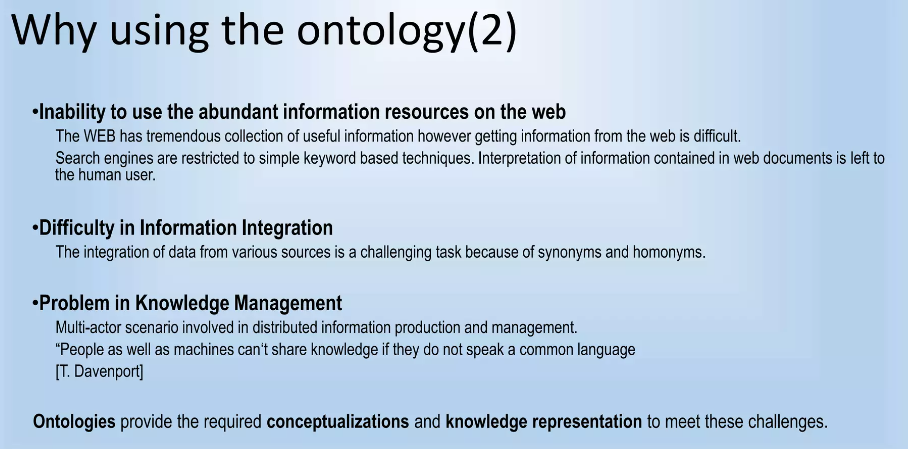 Why using the ontology(2)
•Inability to use the abundant information resources on the web
The WEB has tremendous collection of useful information however getting information from the web is difficult.
Search engines are restricted to simple keyword based techniques. Interpretation of information contained in web documents is left to
the human user.
•Difficulty in Information Integration
The integration of data from various sources is a challenging task because of synonyms and homonyms.
•Problem in Knowledge Management
Multi-actor scenario involved in distributed information production and management.
“People as well as machines can‘t share knowledge if they do not speak a common language
[T. Davenport]
Ontologies provide the required conceptualizations and knowledge representation to meet these challenges.